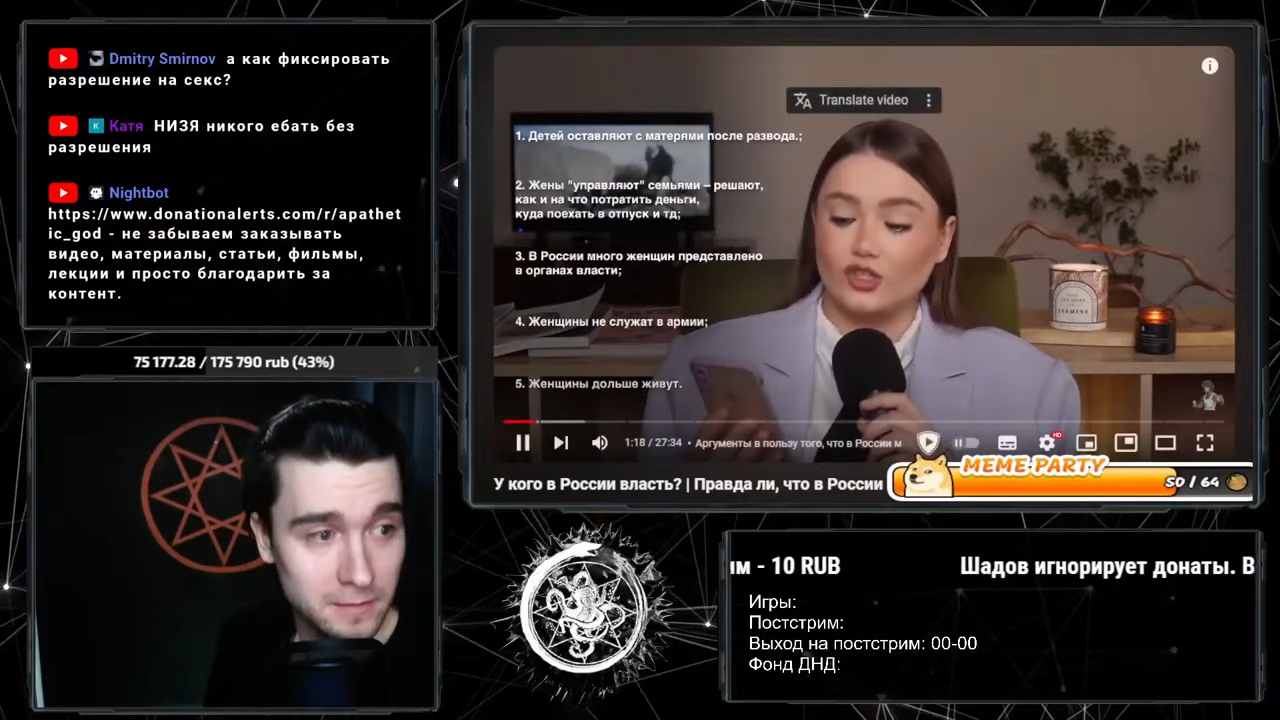 Dmitry Smirnov а как фиксировать
разрешение на секс?
К Катя НИЗЯ никого ебать без
разрешения
Nightbot
https://www.donationalerts.com/r/apathet
ic_god - не забываем заказывать
видео, материалы, статьи, фильмы,
лекции и просто благодарить за
контент.
75 177.28 / 175 790 rub (43%)
Translate video
1. Детей оставляют с матерями после развода.;
2. Жены "управляют" семьями – решают,
как и на что потратить деньги,
куда поехать в отпуск и тд;
3. В России много женщин представлено
в органах власти;
4. Женщины не служат в армии;
5. Женщины дольше живут.
JASMINE
1:18 / 27:34 • Аргументы в пользу того, что в России м
HD
MEME PARTY
У кого в России власть? | Правда ли, что в России
50 / 64
им - 10 RUB
Шадов игнорирует донаты. В
Игры:
Постстрим:
Выход на постстрим: 00-00
Фонд ДНД: